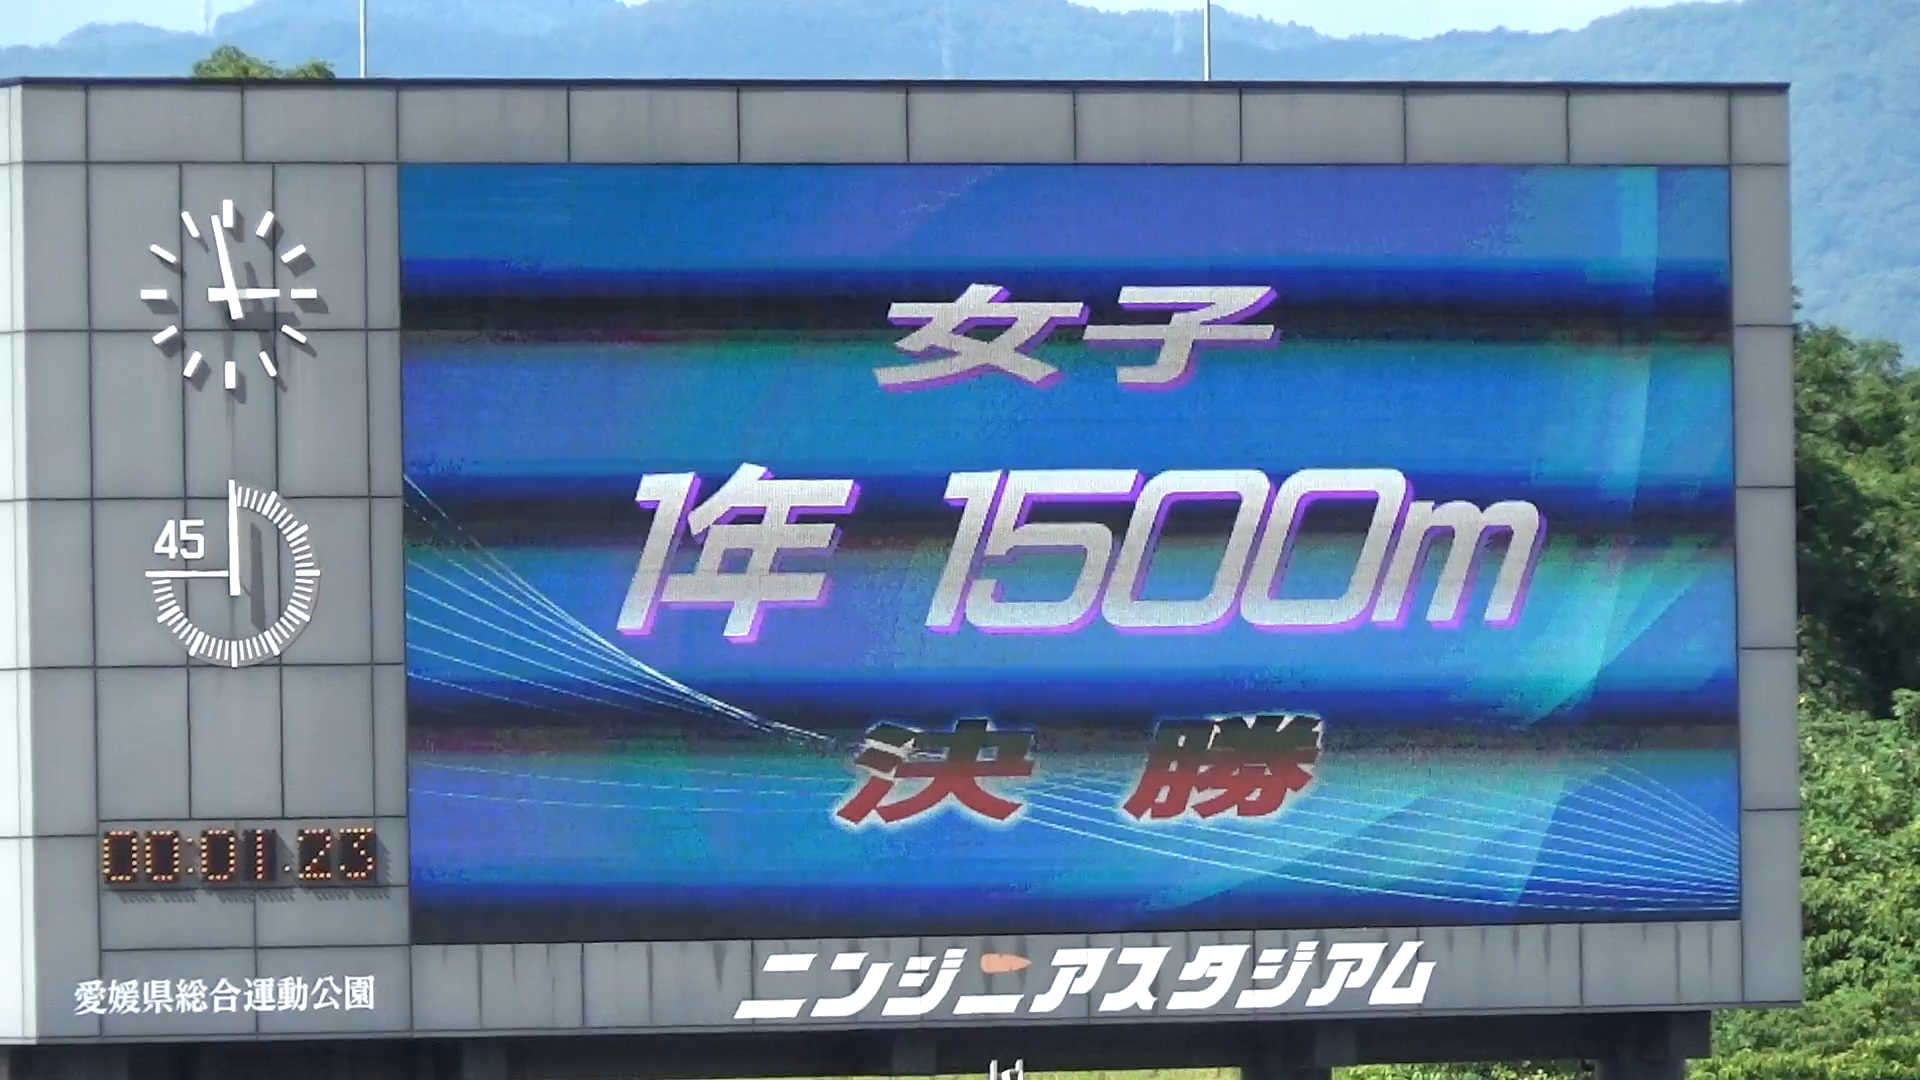 女子
1年 1500m
決勝
45
00:01.23
愛媛県総合運動公園
ニンジニアスタジアム